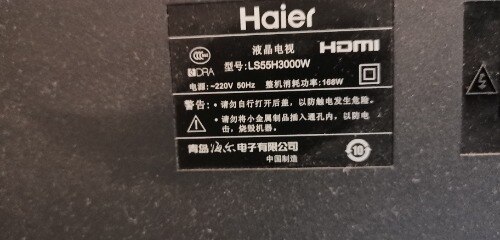 Haier
液晶电视 HDMI
型号:LS55H3000W
DRA
电源:~220V 50Hz 整机消耗功率:168W
警告:·请勿自行打开后盖,以防触电发生危险。
·请勿将小金属制品插入通孔内,以防电
击,烧毁机器。
青岛海尔电子有限公司
中国制造
10